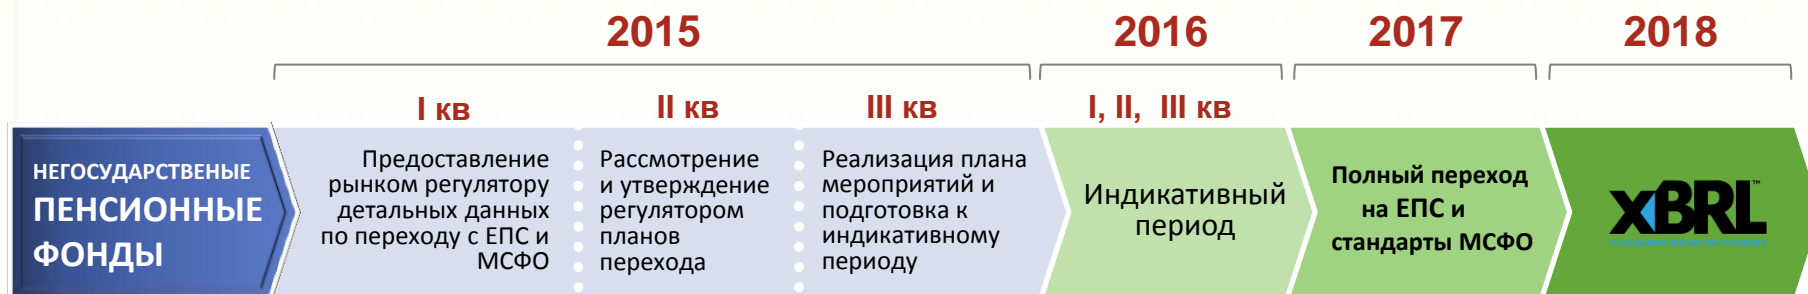 2015
2016
2017
2018
I кв
II кв
III кв
I, II, III кв
НЕГОСУДАРСТВЕНЫЕ
ПЕНСИОННЫЕ
ФОНДЫ
Предоставление
рынком регулятору
детальных данных
по переходу с ЕПС и
МСФО
Рассмотрение
и утверждение
регулятором
планов
перехода
Реализация плана
мероприятий и
подготовка к
индикативному
периоду
Индикативный
период
Полный переход
на ЕПС и
стандарты МСФО
XBRL™